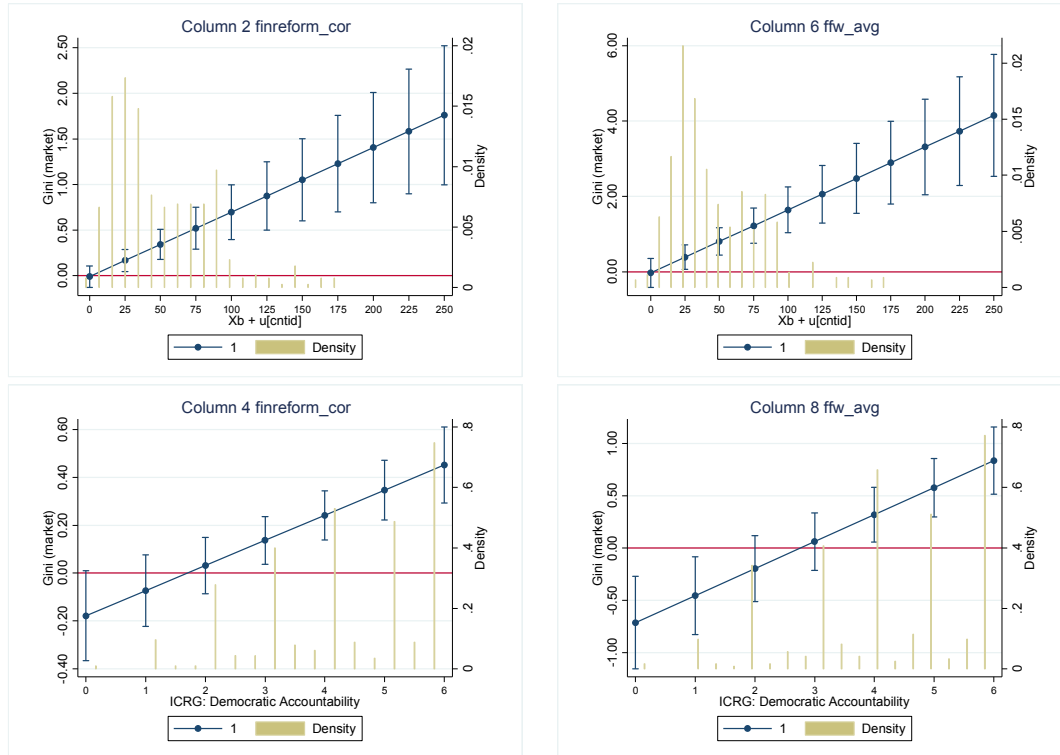 Column 2 finreform_cor
Gini (market)
0.00 0.50 1.00 1.50 2.00 2.50
0 .005 .01 .015 .02
Density
0 25 50 75 100 125 150 175 200 225 250
Xb + u[cntid]
1 Density
Column 6 ffw_avg
Gini (market)
0.00 2.00 4.00 6.00
0 .005 .01 .015 .02
Density
0 25 50 75 100 125 150 175 200 225 250
Xb + u[cntid]
1 Density
Column 4 finreform_cor
Gini (market)
-0.40 -0.20 0.00 0.20 0.40 0.60
0 .2 .4 .6 .8
Density
0 1 2 3 4 5 6
ICRG: Democratic Accountability
1 Density
Column 8 ffw_avg
Gini (market)
-1.00 -0.50 0.00 0.50 1.00
0 .2 .4 .6 .8
Density
0 1 2 3 4 5 6
ICRG: Democratic Accountability
1 Density